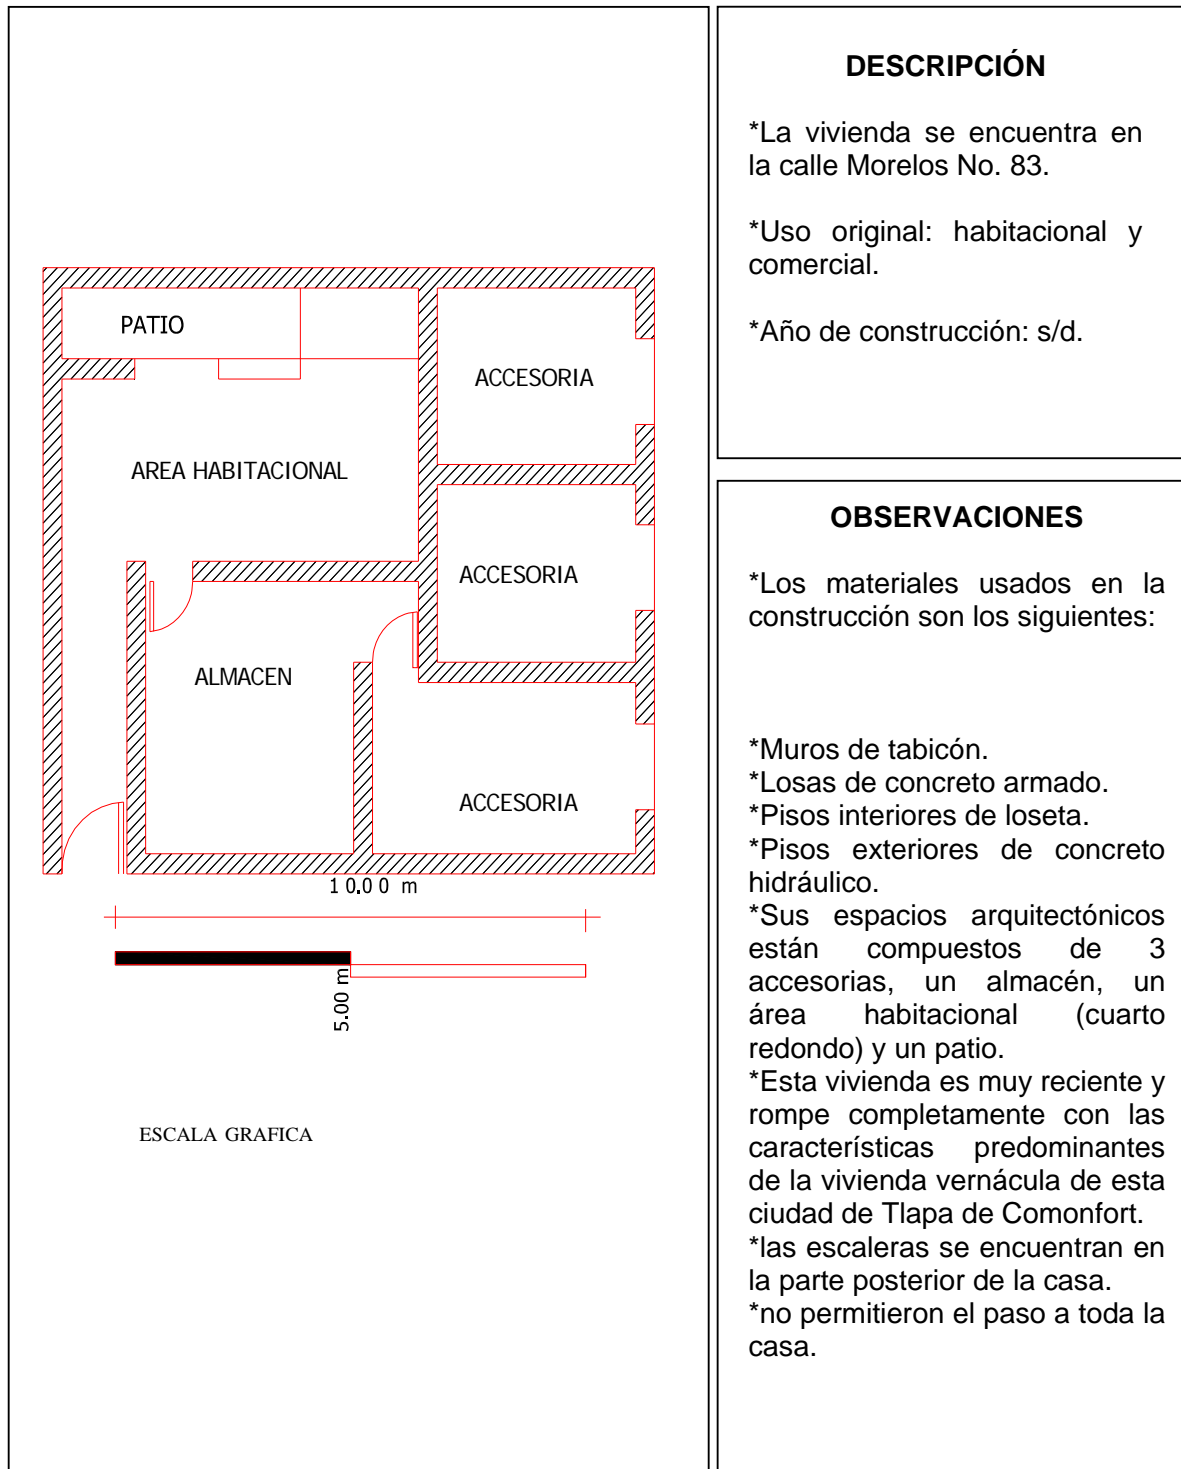 PATIO
ACCESORIA
AREA HABITACIONAL
ACCESORIA
ALMACEN
ACCESORIA
10.00 m
5.00 m
ESCALA GRAFICA
DESCRIPCIÓN
*La vivienda se encuentra en
la calle Morelos No. 83.
*Uso original: habitacional y
comercial.
*Año de construcción: s/d.
OBSERVACIONES
*Los materiales usados en la
construcción son los siguientes:
*Muros de tabicón.
*Losas de concreto armado.
*Pisos interiores de loseta.
*Pisos exteriores de concreto
hidráulico.
*Sus espacios arquitectónicos
están compuestos de 3
accesorias, un almacén, un
área habitacional (cuarto
redondo) y un patio.
*Esta vivienda es muy reciente y
rompe completamente con las
características predominantes
de la vivienda vernácula de esta
ciudad de Tlapa de Comonfort.
*las escaleras se encuentran en
la parte posterior de la casa.
*no permitieron el paso a toda la
casa.